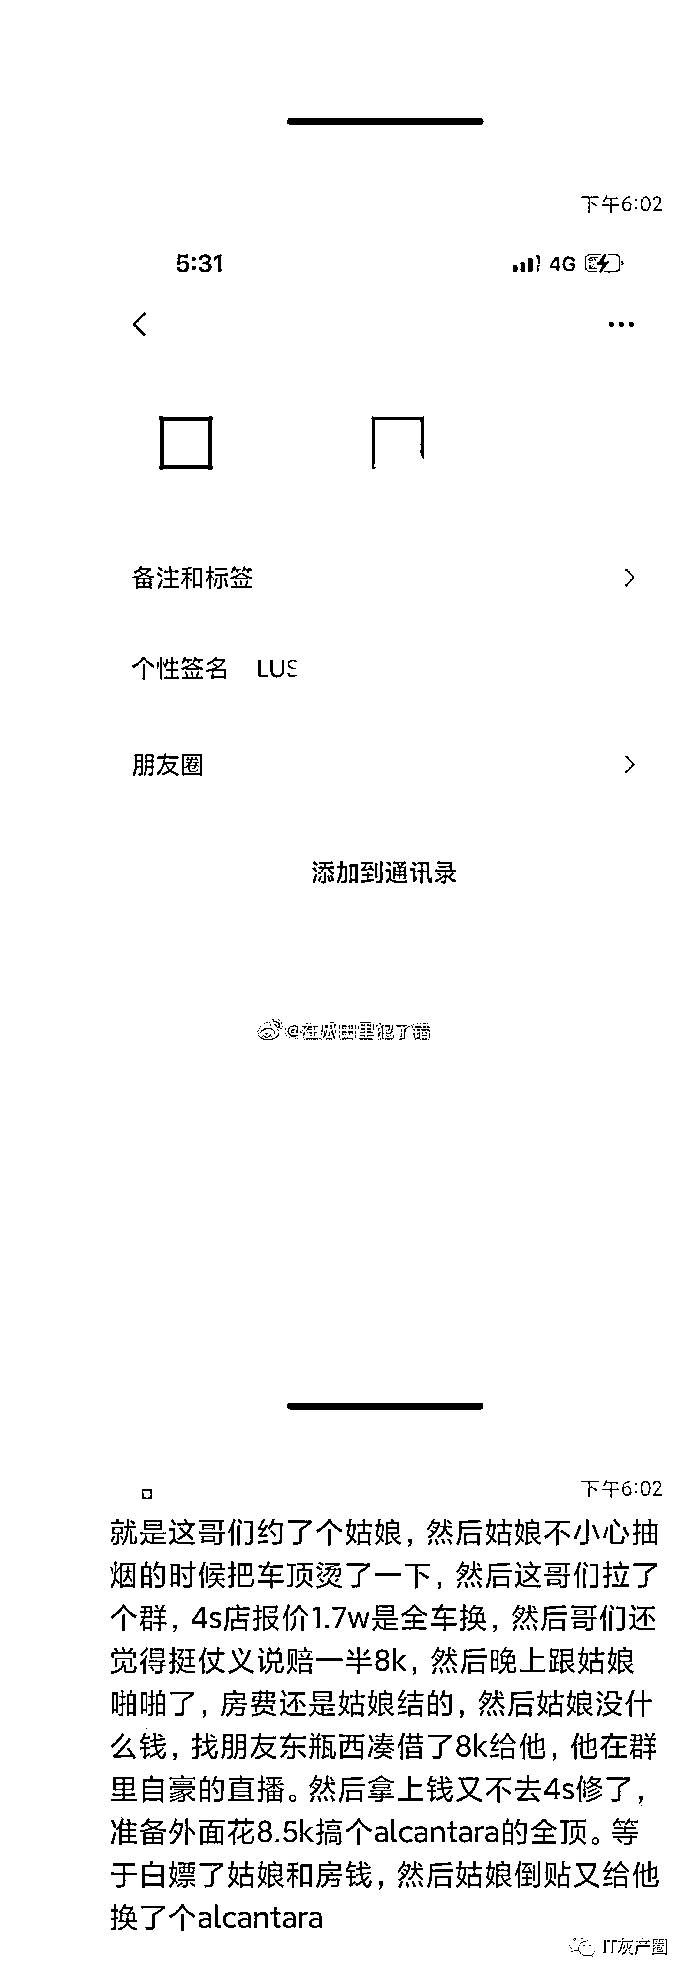 下午6:02
5:31
4G
备注和标签
个性签名 LUS
朋友圈
添加到通讯录
下午6:02
就是这哥们约了个姑娘，然后姑娘不小心抽
烟的时候把车顶烫了一下，然后这哥们拉了
个群，4s店报价1.7w是全车换，然后哥们还
觉得挺仗义说赔一半8k，然后晚上跟姑娘
啪啪了，房费还是姑娘结的，然后姑娘没什
么钱，找朋友东瓶西凑借了8k给他，他在群
里自豪的直播。然后拿上钱又不去4s修了，
准备外面花8.5k搞个alcantara的全顶。等
于白嫖了姑娘和房钱，然后姑娘倒贴又给他
换了个alcantara
IT灰产圈